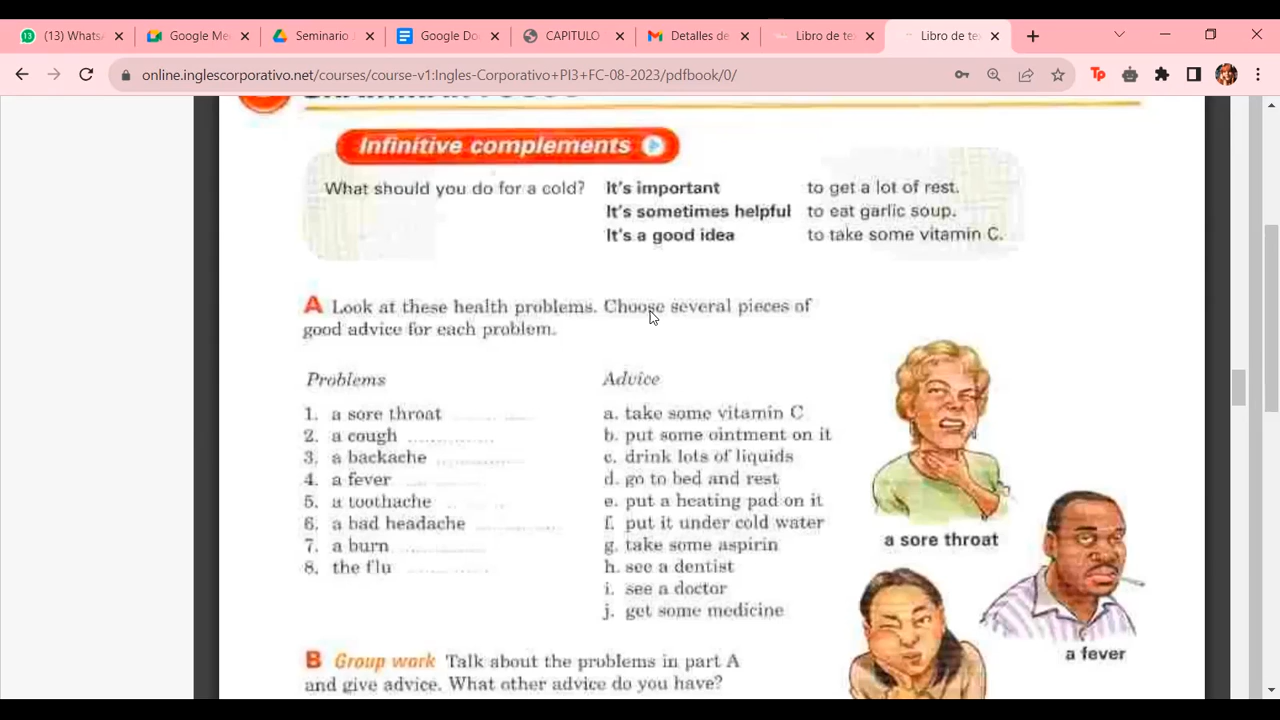 (13) Whats
Google Me
Seminario
Google Do
CAPITULO
Detalles de
Libro de te
Libro de te
online.inglescorporativo.net/courses/course-v1:Ingles-Corporativo+PI3+FC-08-2023/pdfbook/0/
Infinitive complements
What should you do for a cold? It's important to get a lot of rest.
It's sometimes helpful to eat garlic soup.
It's a good idea to take some vitamin C.
A Look at these health problems. Choose several pieces of
good advice for each problem.
Problems Advice
1. a sore throat a. take some vitamin C
2. a cough b. put some ointment on it
3. a backache c. drink lots of liquids
4. a fever d. go to bed and rest
5. a toothache e. put a heating pad on it
6. a bad headache f. put it under cold water
7. a burn g. take some aspirin
8. the flu h. see a dentist
i. see a doctor
j. get some medicine
a sore throat
a fever
B Group work Talk about the problems in part A
and give advice. What other advice do you have?